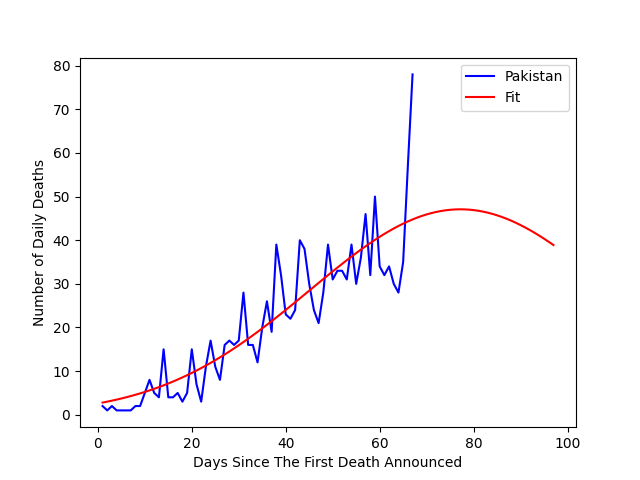 Pakistan
Fit
80
70
60
50
40
30
20
10
0
Number of Daily Deaths
0 20 40 60 80 100
Days Since The First Death Announced